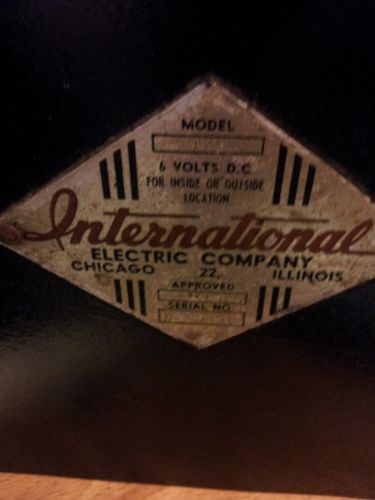 MODEL
6 VOLTS D.C
FOR INSIDE OR OUTSIDE
LOCATION
International
ELECTRIC COMPANY
CHICAGO 22, ILLINOIS
APPROVED
SERIAL NO.